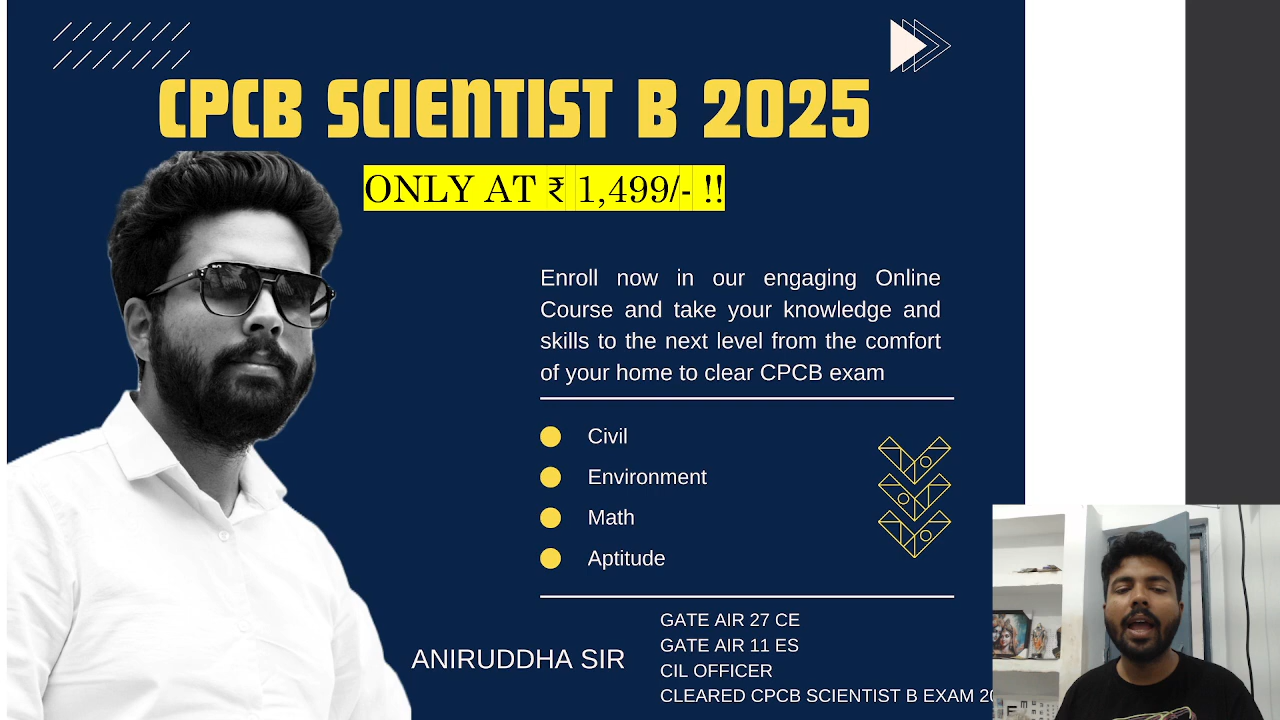 CPCB SCIENTIST B 2025
ONLY AT ₹ 1,499/- !!
Enroll now in our engaging Online
Course and take your knowledge and
skills to the next level from the comfort
of your home to clear CPCB exam
Civil
Environment
Math
Aptitude
GATE AIR 27 CE
GATE AIR 11 ES
ANIRUDDHA SIR
CIL OFFICER
CLEARED CPCB SCIENTIST B EXAM